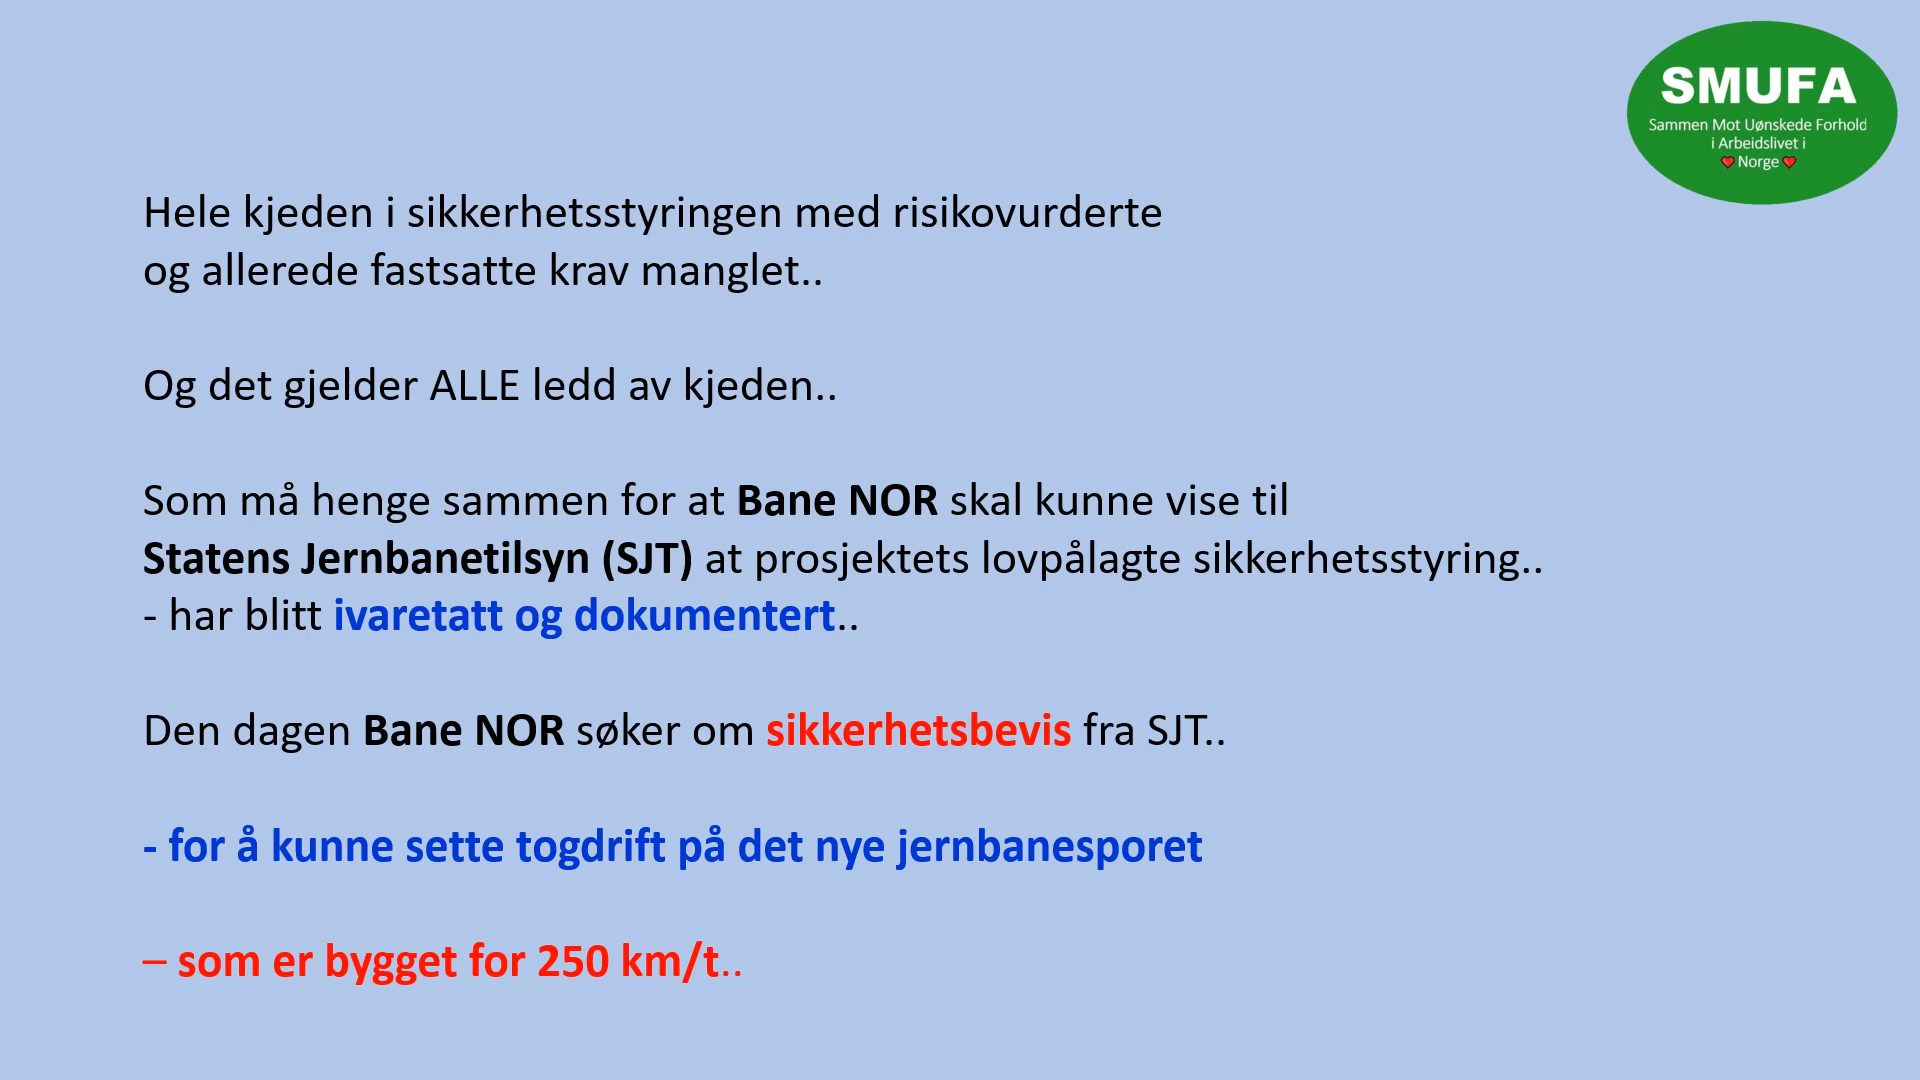 SMUFA
Sammen Mot Uønskede Forhold
i Arbeidslivet i
Norge
Hele kjeden i sikkerhetsstyringen med risikovurderte
og allerede fastsatte krav manglet..
Og det gjelder ALLE ledd av kjeden..
Som må henge sammen for at Bane NOR skal kunne vise til
Statens Jernbanetilsyn (SJT) at prosjektets lovpålagte sikkerhetsstyring..
- har blitt ivaretatt og dokumentert..
Den dagen Bane NOR søker om sikkerhetsbevis fra SJT..
- for å kunne sette togdrift på det nye jernbanesporet
– som er bygget for 250 km/t..